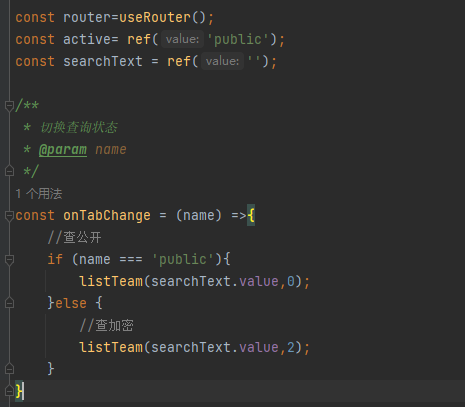 const router=useRouter();
const active= ref( value: 'public');
const searchText = ref( value: '');
/**
 * 切换查询状态
 * @param name
 */
1 个用法
const onTabChange = (name) =>{
    //查公开
    if (name === 'public'){
        listTeam(searchText.value,0);
    }else {
        //查加密
        listTeam(searchText.value,2);
    }
}